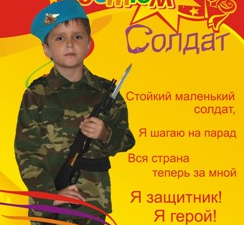 Солдат
Стойкий маленький
солдат,
Я шагаю на парад
Вся страна
теперь за мной
Я защитник!
Я герой!